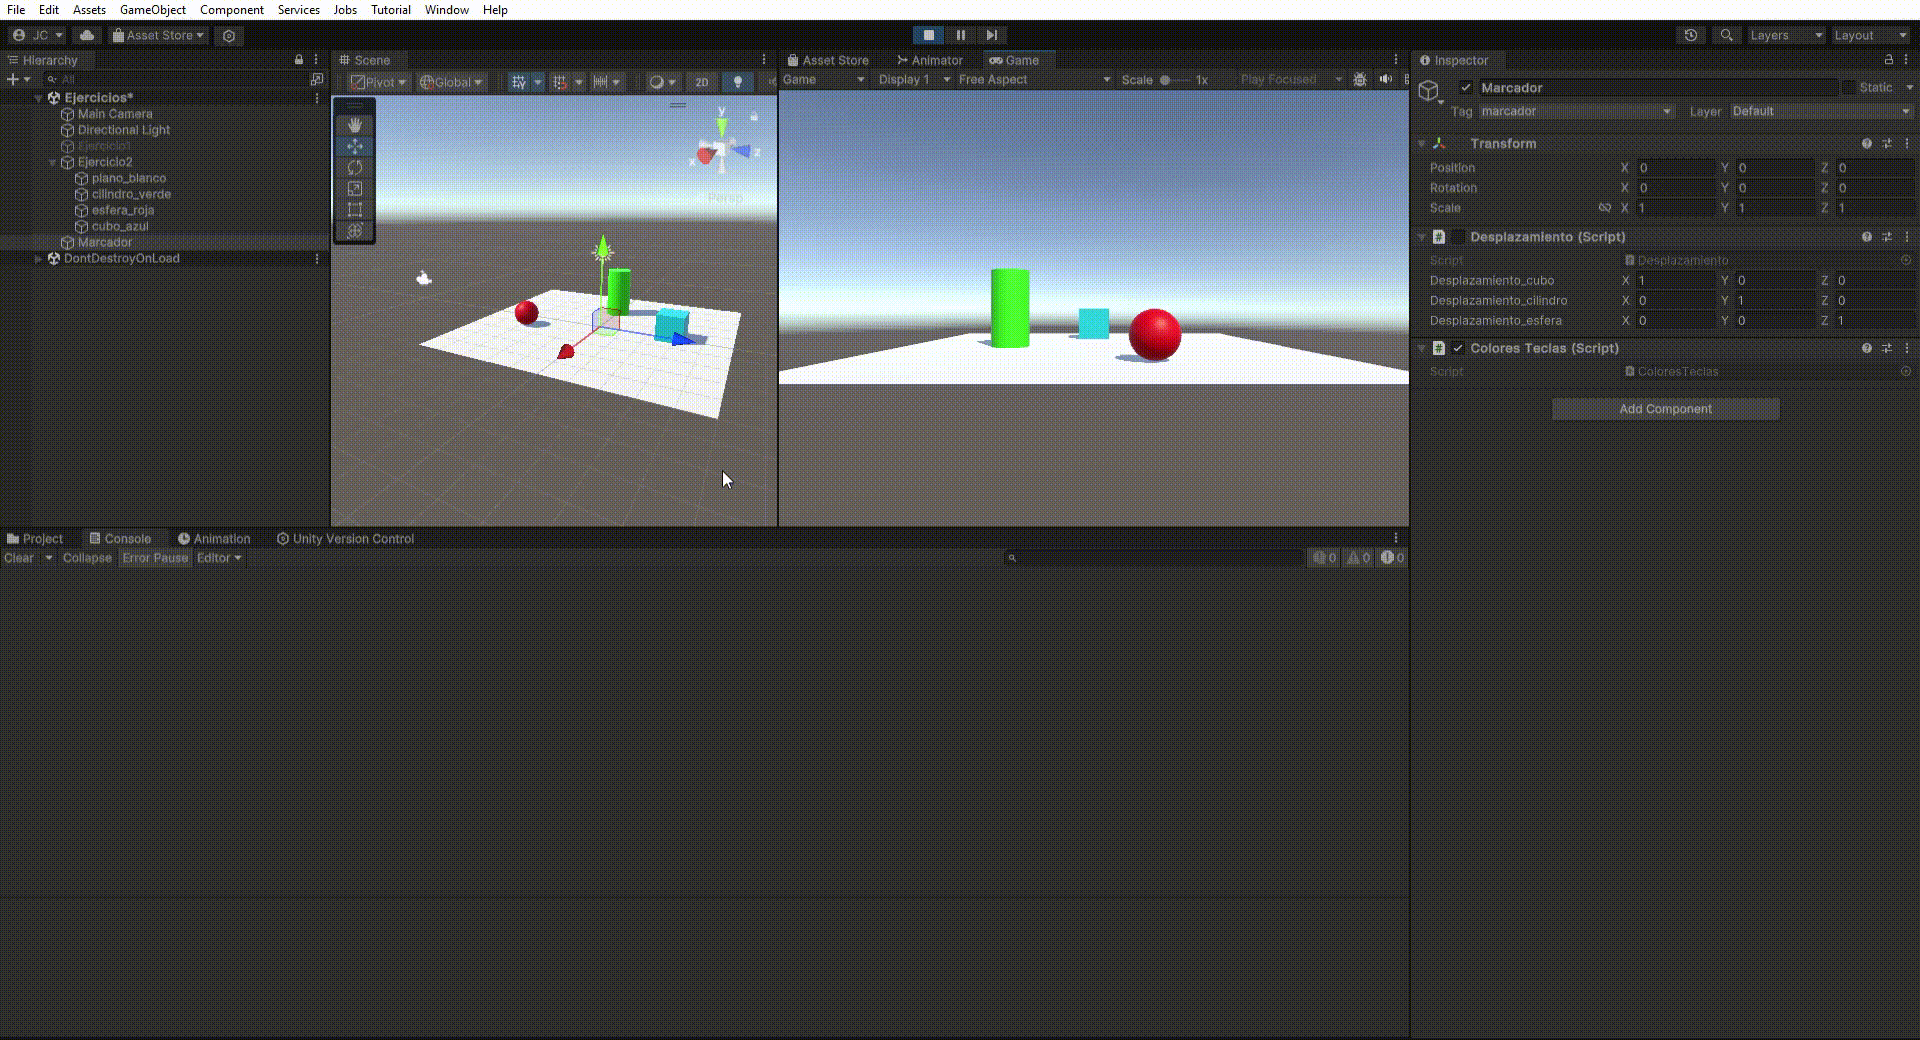 File Edit Assets GameObject Component Services Jobs Tutorial Window Help
JC Asset Store Layers Layout
Hierarchy
All
Ejercicios*
Main Camera
Directional Light
Ejercicio1
Ejercicio2
plano_blanco
cilindro_verde
esfera_roja
cubo_azul
Marcador
DontDestroyOnLoad
Scene
Pivot Global 2D
y
x z
Persp
Asset Store Animator Game
Game Display 1 Free Aspect Scale 1x Play Focused
Inspector
Marcador Static
Tag marcador Layer Default
Transform
Position X 0 Y 0 Z 0
Rotation X 0 Y 0 Z 0
Scale X 1 Y 1 Z 1
# Desplazamiento (Script)
Script Desplazamiento
Desplazamiento_cubo X 1 Y 0 Z 0
Desplazamiento_cilindro X 0 Y 1 Z 0
Desplazamiento_esfera X 0 Y 0 Z 1
# Colores Teclas (Script)
Script ColoresTeclas
Add Component
Project Console Animation Unity Version Control
Clear Collapse Error Pause Editor 0 0 0